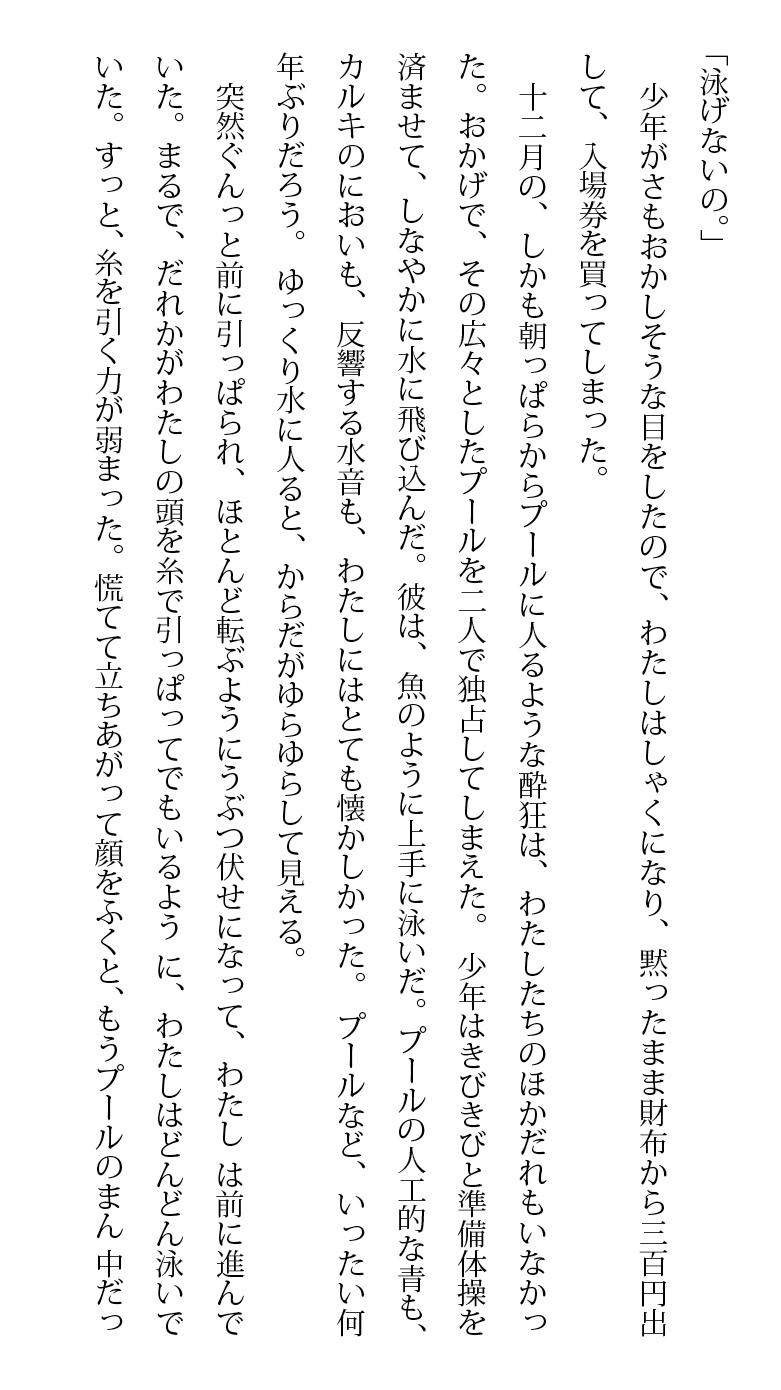 「泳げないの。」
少年がさもおかしそうな目をしたので、わたしはしゃくになり、黙ったまま財布から三百円出
して、入場券を買ってしまった。
十二月の、しかも朝っぱらからプールに人るような酔狂は、わたしたちのほかだれもいなかっ
た。おかげで、その広々としたプールを二人で独占してしまえた。少年はきびきびと準備体操を
済ませて、しなやかに水に飛び込んだ。彼は、魚のように上手に泳いだ。プールの人工的な青も、
カルキのにおいも、反響する水音も、わたしにはとても懐かしかった。プールなど、いったい何
年ぶりだろう。ゆっくり水に人ると、からだがゆらゆらして見える。
突然ぐんっと前に引っぱられ、ほとんど転ぶようにうぶつ伏せになって、わたし は前に進んで
いた。まるで、だれかがわたしの頭を糸で引っぱってでもいるよう に、わたしはどんどん泳いで
いた。すっと、糸を引く力が弱まった。慌てて立ちあがって顔をふくと、もうプールのまん 中だっ